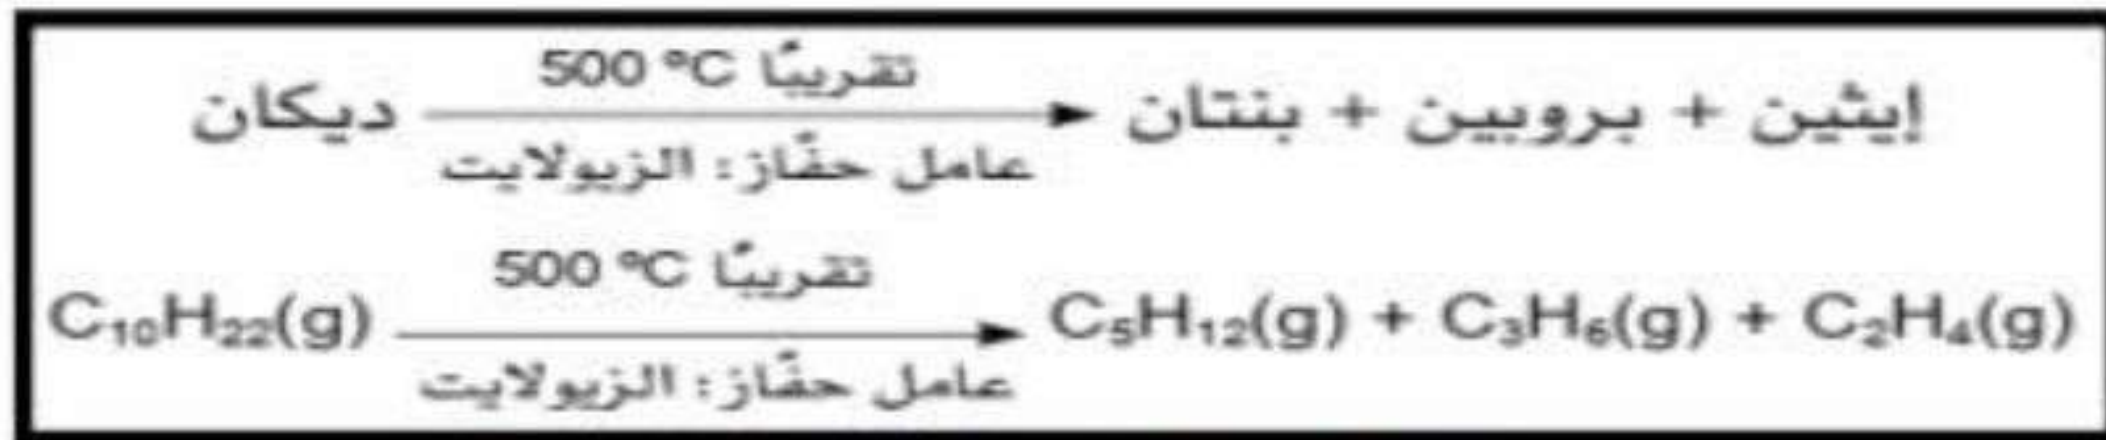 500 °C تقريبًا
ديكان → بنتان + بروبين + إيثين
عامل حفّاز: الزيولايت
500 °C تقريبًا
C₁₀H₂₂(g) → C₅H₁₂(g) + C₃H₆(g) + C₂H₄(g)
عامل حفّاز: الزيولايت